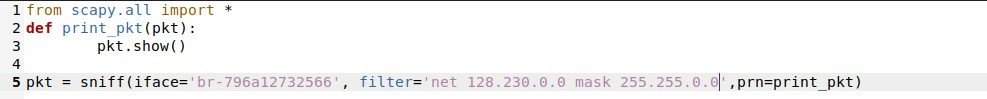 1 from scapy.all import *
2 def print_pkt(pkt):
3         pkt.show()
4
5 pkt = sniff(iface='br-796a12732566', filter='net 128.230.0.0 mask 255.255.0.0',prn=print_pkt)